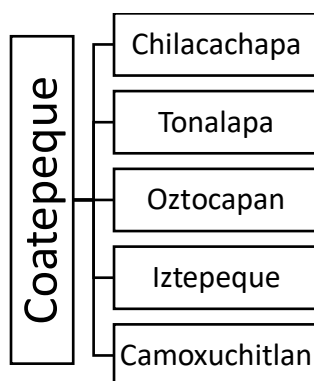 Coatepeque
Chilacachapa
Tonalapa
Oztocapan
Iztepeque
Camoxuchitlan